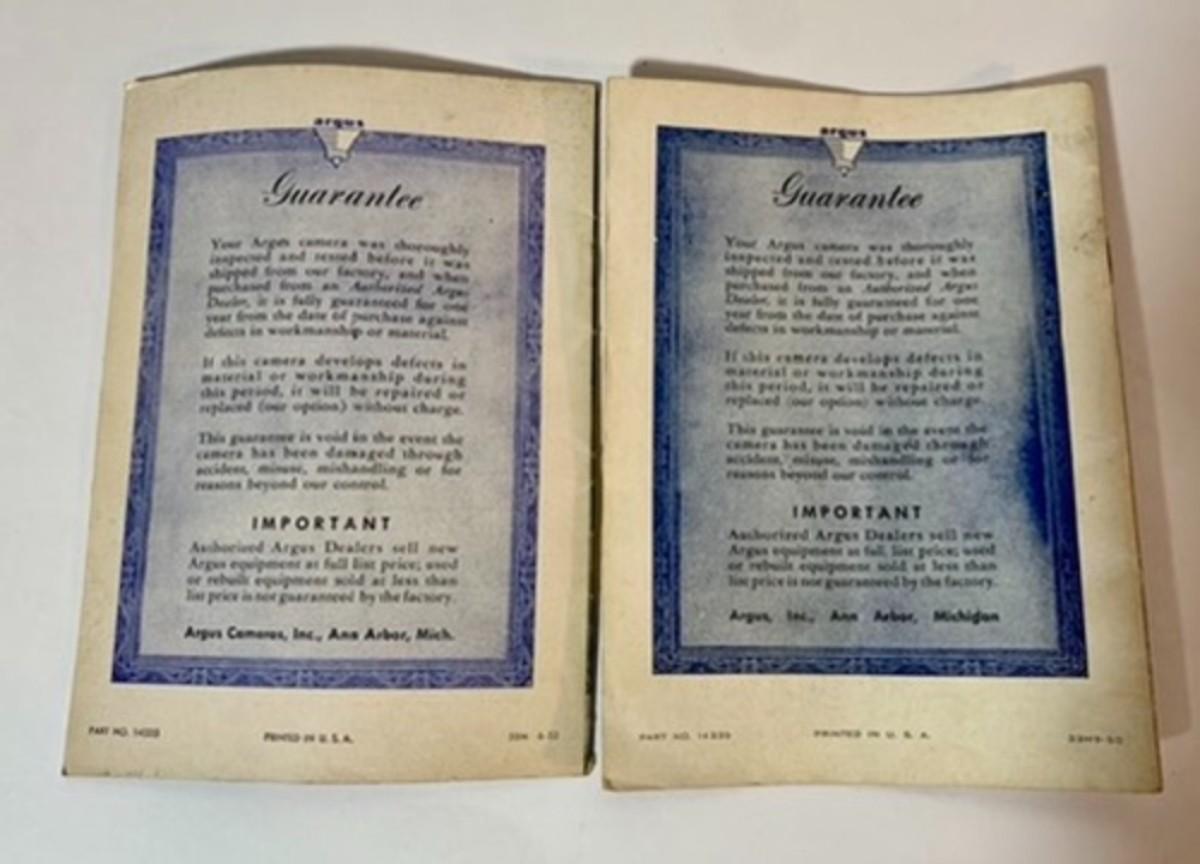 argus
Guarantee
Your Argus camera was thoroughly
inspected and tested before it was
shipped from our factory, and when
purchased from an Authorized Argus
Dealer, it is fully guaranteed for one
year from the date of purchase against
defects in workmanship or material.
If this camera develops defects in
material or workmanship during
this period, it will be repaired or
replaced (our option) without charge.
This guarantee is void in the event the
camera has been damaged through
accident, misuse, mishandling or for
reasons beyond our control.
IMPORTANT
Authorized Argus Dealers sell new
Argus equipment at full list price; used
or rebuilt equipment sold at less than
list price is not guaranteed by the factory.
Argus Cameras, Inc., Ann Arbor, Mich.
PART NO.
PRINTED IN U. S. A.
argus
Guarantee
Your Argus camera was thoroughly
inspected and tested before it was
shipped from our factory, and when
purchased from an Authorized Argus
Dealer, it is fully guaranteed for one
year from the date of purchase against
defects in workmanship or material.
If this camera develops defects in
material or workmanship during
this period, it will be repaired or
replaced (our option) without charge.
This guarantee is void in the event the
camera has been damaged through
accident, misuse, mishandling or for
reasons beyond our control.
IMPORTANT
Authorized Argus Dealers sell new
Argus equipment at full list price; used
or rebuilt equipment sold at less than
list price is not guaranteed by the factory.
Argus, Inc., Ann Arbor, Michigan
PART NO.
PRINTED IN U. S. A.